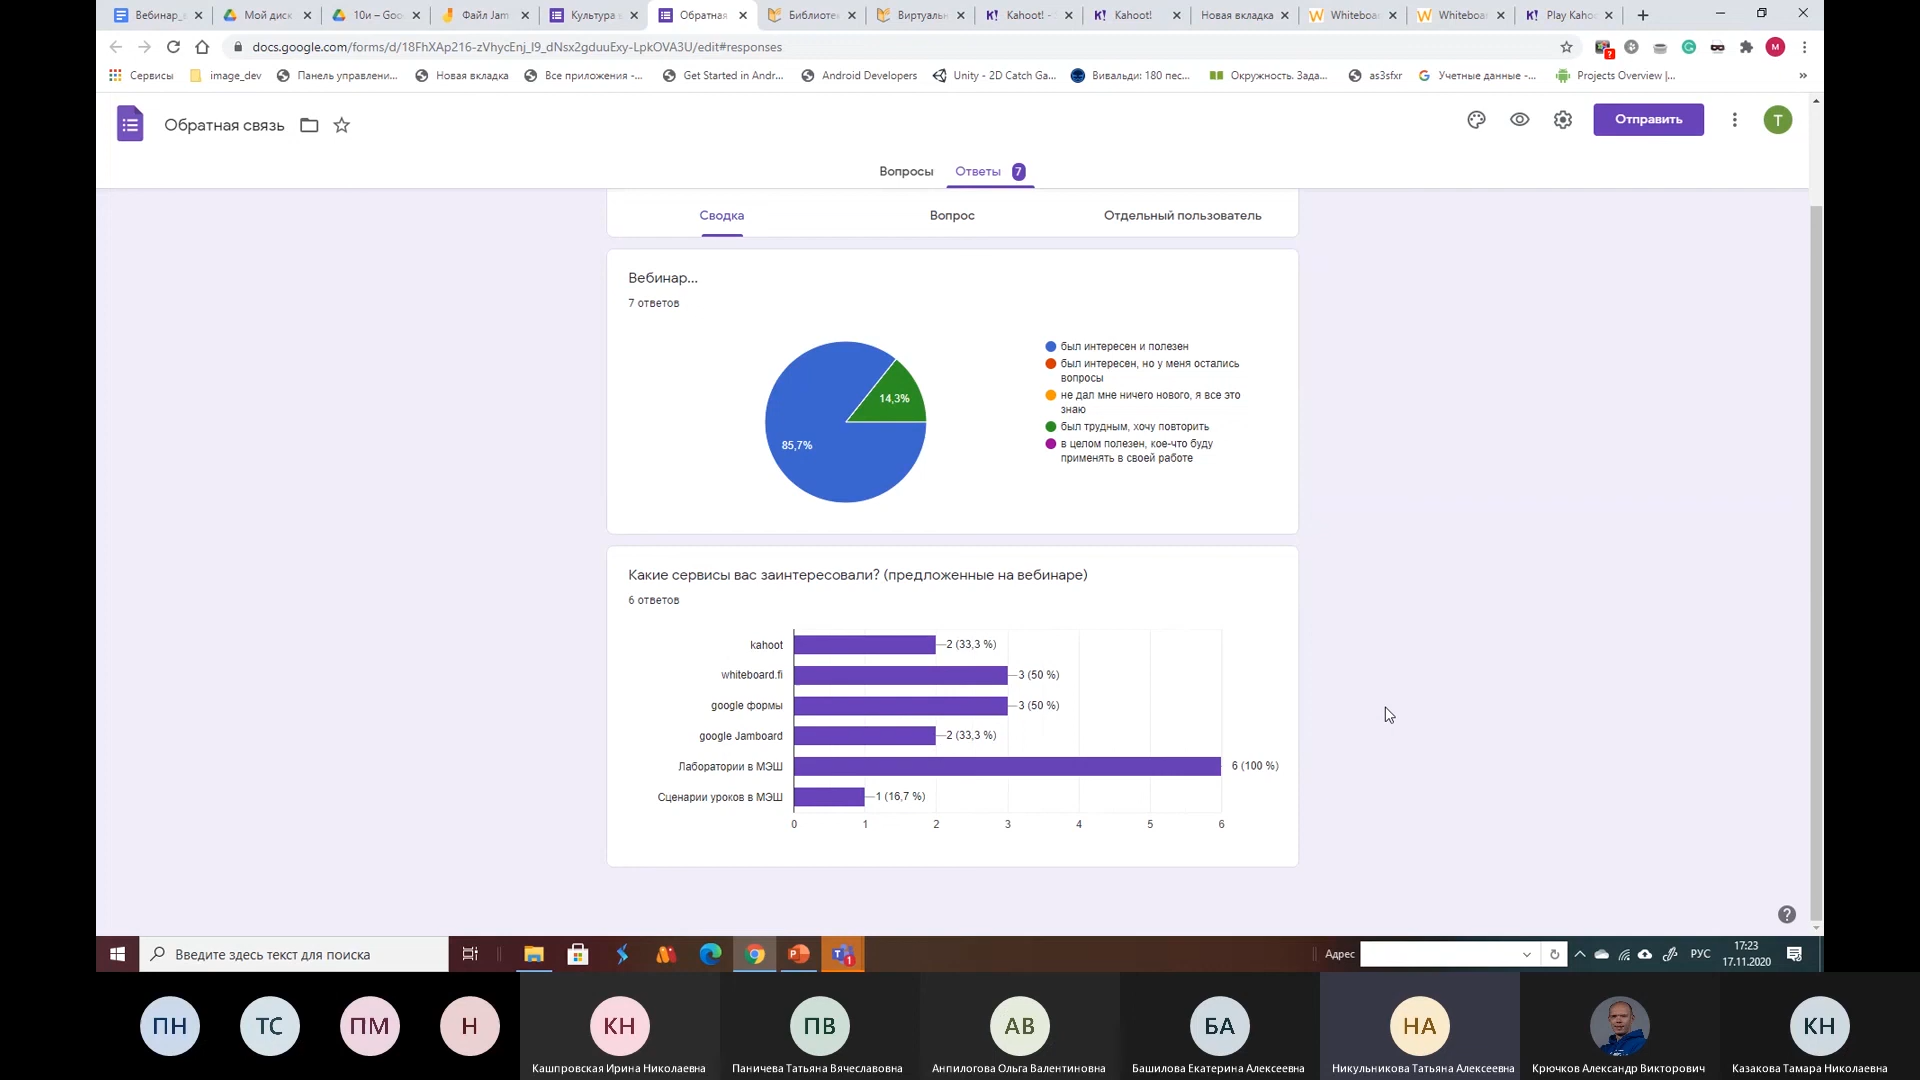 Вебинар_
Мой диск
10и – Goo
Файл Jam
Культура
Обратная
Библиоте
Виртуаль
Kahoot! -
Kahoot!
Новая вкладка
Whiteboa
Whiteboa
Play Kaho
docs.google.com/forms/d/18FhXAp216-zVhycEnj_I9_dNsx2gduuExy-LpkOVA3U/edit#responses
M
Сервисы
image_dev
Панель управлени...
Новая вкладка
Все приложения -...
Get Started in Andr...
Android Developers
Unity - 2D Catch Ga...
Вивальди: 180 пес...
Окружность. Зада...
as3sfxr
Учетные данные -...
Projects Overview |...
Обратная связь
Отправить
T
Вопросы
Ответы 7
Сводка
Вопрос
Отдельный пользователь
Вебинар...
7 ответов
14,3%
85,7%
был интересен и полезен
был интересен, но у меня остались
вопросы
не дал мне ничего нового, я все это
знаю
был трудным, хочу повторить
в целом полезен, кое-что буду
применять в своей работе
Какие сервисы вас заинтересовали? (предложенные на вебинаре)
6 ответов
kahoot 2 (33,3 %)
whiteboard.fi 3 (50 %)
google формы 3 (50 %)
google Jamboard 2 (33,3 %)
Лаборатории в МЭШ 6 (100 %)
Сценарии уроков в МЭШ 1 (16,7 %)
0 1 2 3 4 5 6
Введите здесь текст для поиска
Адрес
РУС
17:23
17.11.2020
ПН
ТС
ПМ
Н
КН
ПВ
АВ
БА
НА
КН
Кашпровская Ирина Николаевна
Паничева Татьяна Вячеславовна
Анпилогова Ольга Валентиновна
Башилова Екатерина Алексеевна
Никульникова Татьяна Алексеевна
Крючков Александр Викторович
Казакова Тамара Николаевна